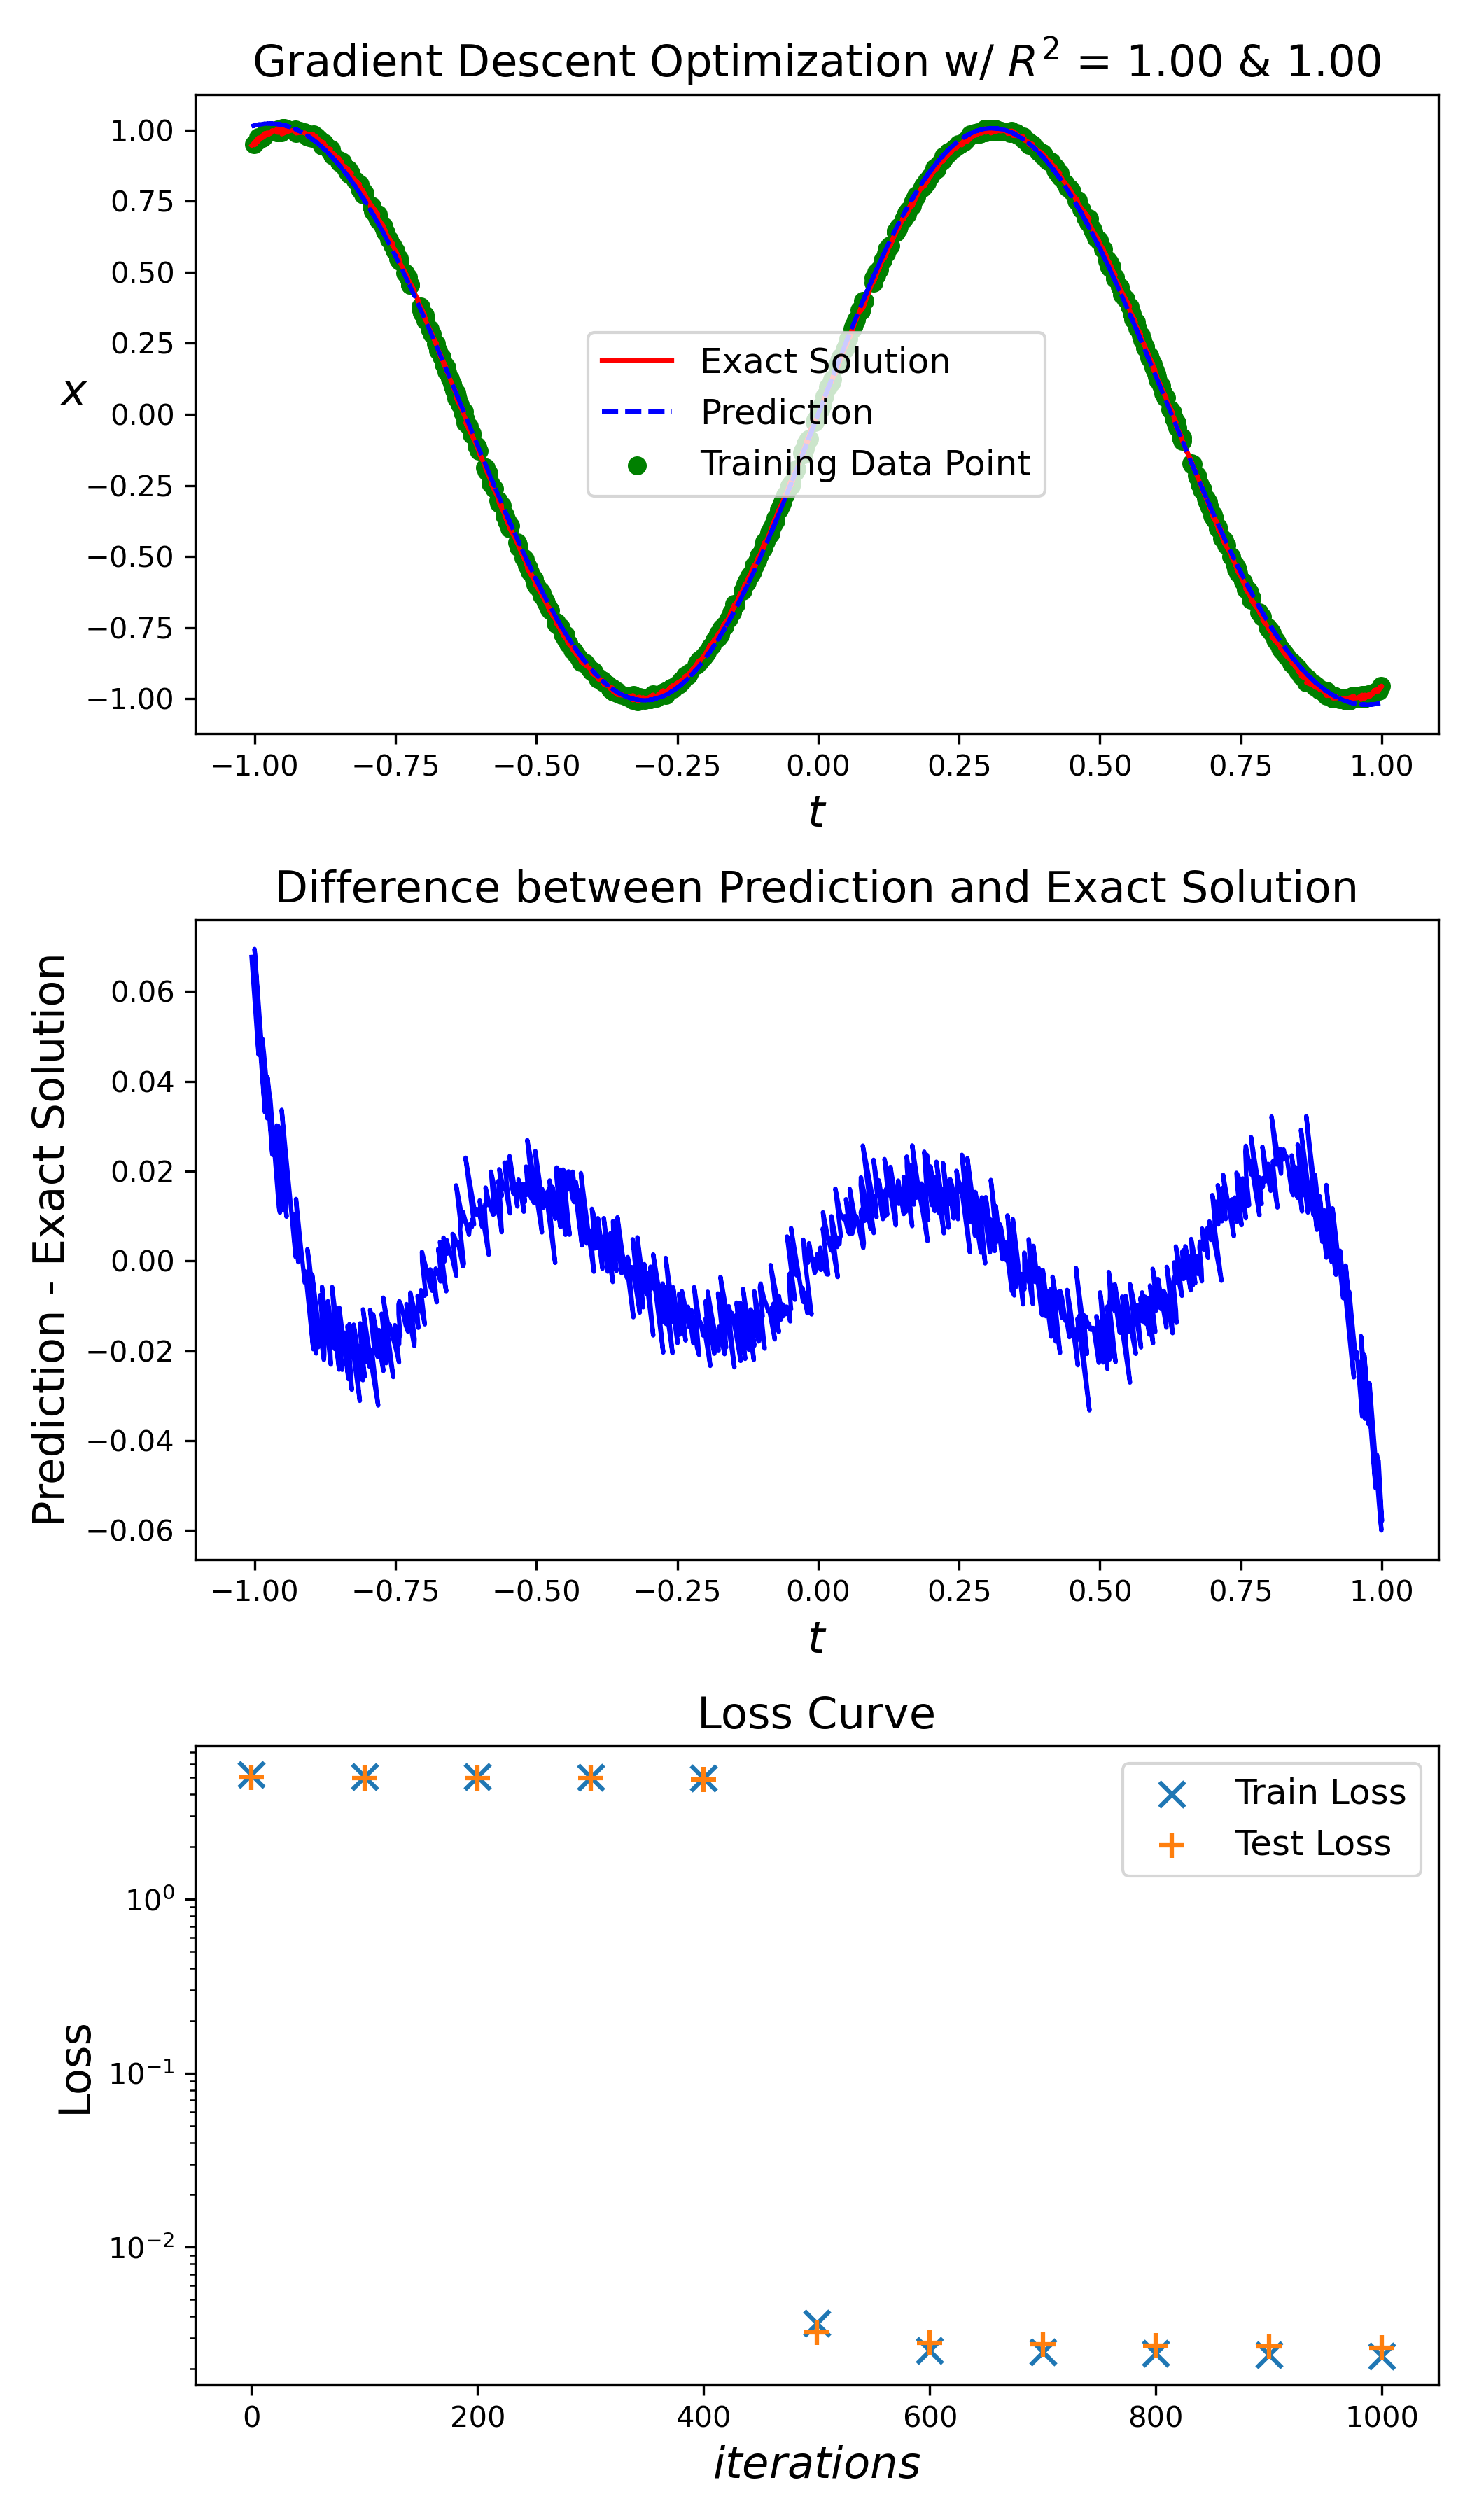 Gradient Descent Optimization w/ R² = 1.00 & 1.00
1.00
0.75
0.50
0.25
0.00
−0.25
−0.50
−0.75
−1.00
x
Exact Solution
Prediction
Training Data Point
−1.00 −0.75 −0.50 −0.25 0.00 0.25 0.50 0.75 1.00
t
Difference between Prediction and Exact Solution
Prediction - Exact Solution
0.06
0.04
0.02
0.00
−0.02
−0.04
−0.06
−1.00 −0.75 −0.50 −0.25 0.00 0.25 0.50 0.75 1.00
t
Loss Curve
Train Loss
Test Loss
Loss
10⁰
10⁻¹
10⁻²
0 200 400 600 800 1000
iterations